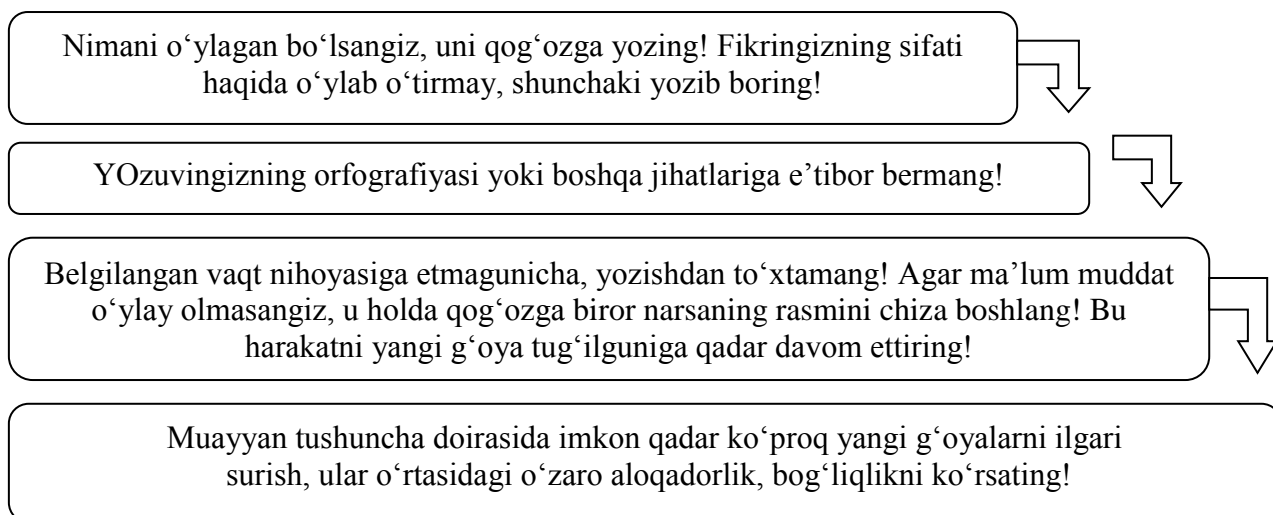 Nimani o‘ylagan bo‘lsangiz, uni qog‘ozga yozing! Fikringizning sifati
haqida o‘ylab o‘tirmay, shunchaki yozib boring!
YOzuvingizning orfografiyasi yoki boshqa jihatlariga e’tibor bermang!
Belgilangan vaqt nihoyasiga etmagunicha, yozishdan to‘xtamang! Agar ma’lum muddat
o‘ylay olmasangiz, u holda qog‘ozga biror narsaning rasmini chiza boshlang! Bu
harakatni yangi g‘oya tug‘ilguniga qadar davom ettiring!
Muayyan tushuncha doirasida imkon qadar ko‘proq yangi g‘oyalarni ilgari
surish, ular o‘rtasidagi o‘zaro aloqadorlik, bog‘liqlikni ko‘rsating!